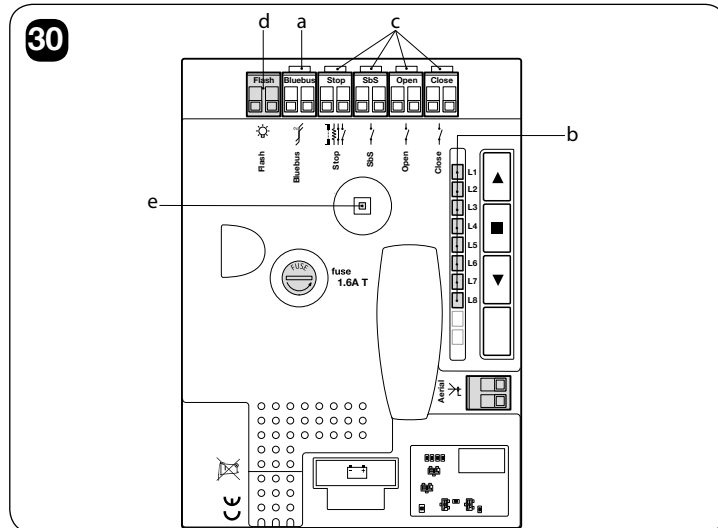 30
d
a
c
Flash Bluebus Stop SbS Open Close
Flash
Bluebus
Stop
SbS
Open
Close
b
L1
L2
L3
L4
L5
L6
L7
L8
e
FUSE
fuse
1.6A T
Aerial
- +
CE